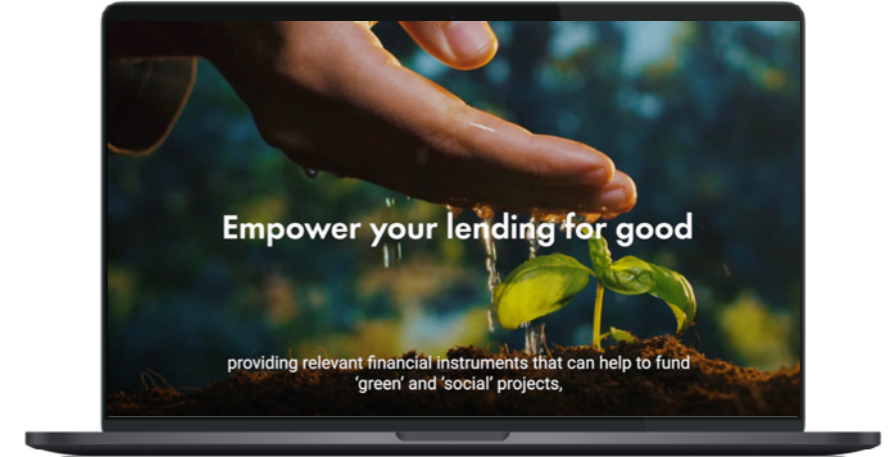 Empower your lending for good
providing relevant financial instruments that can help to fund
‘green’ and ‘social’ projects,